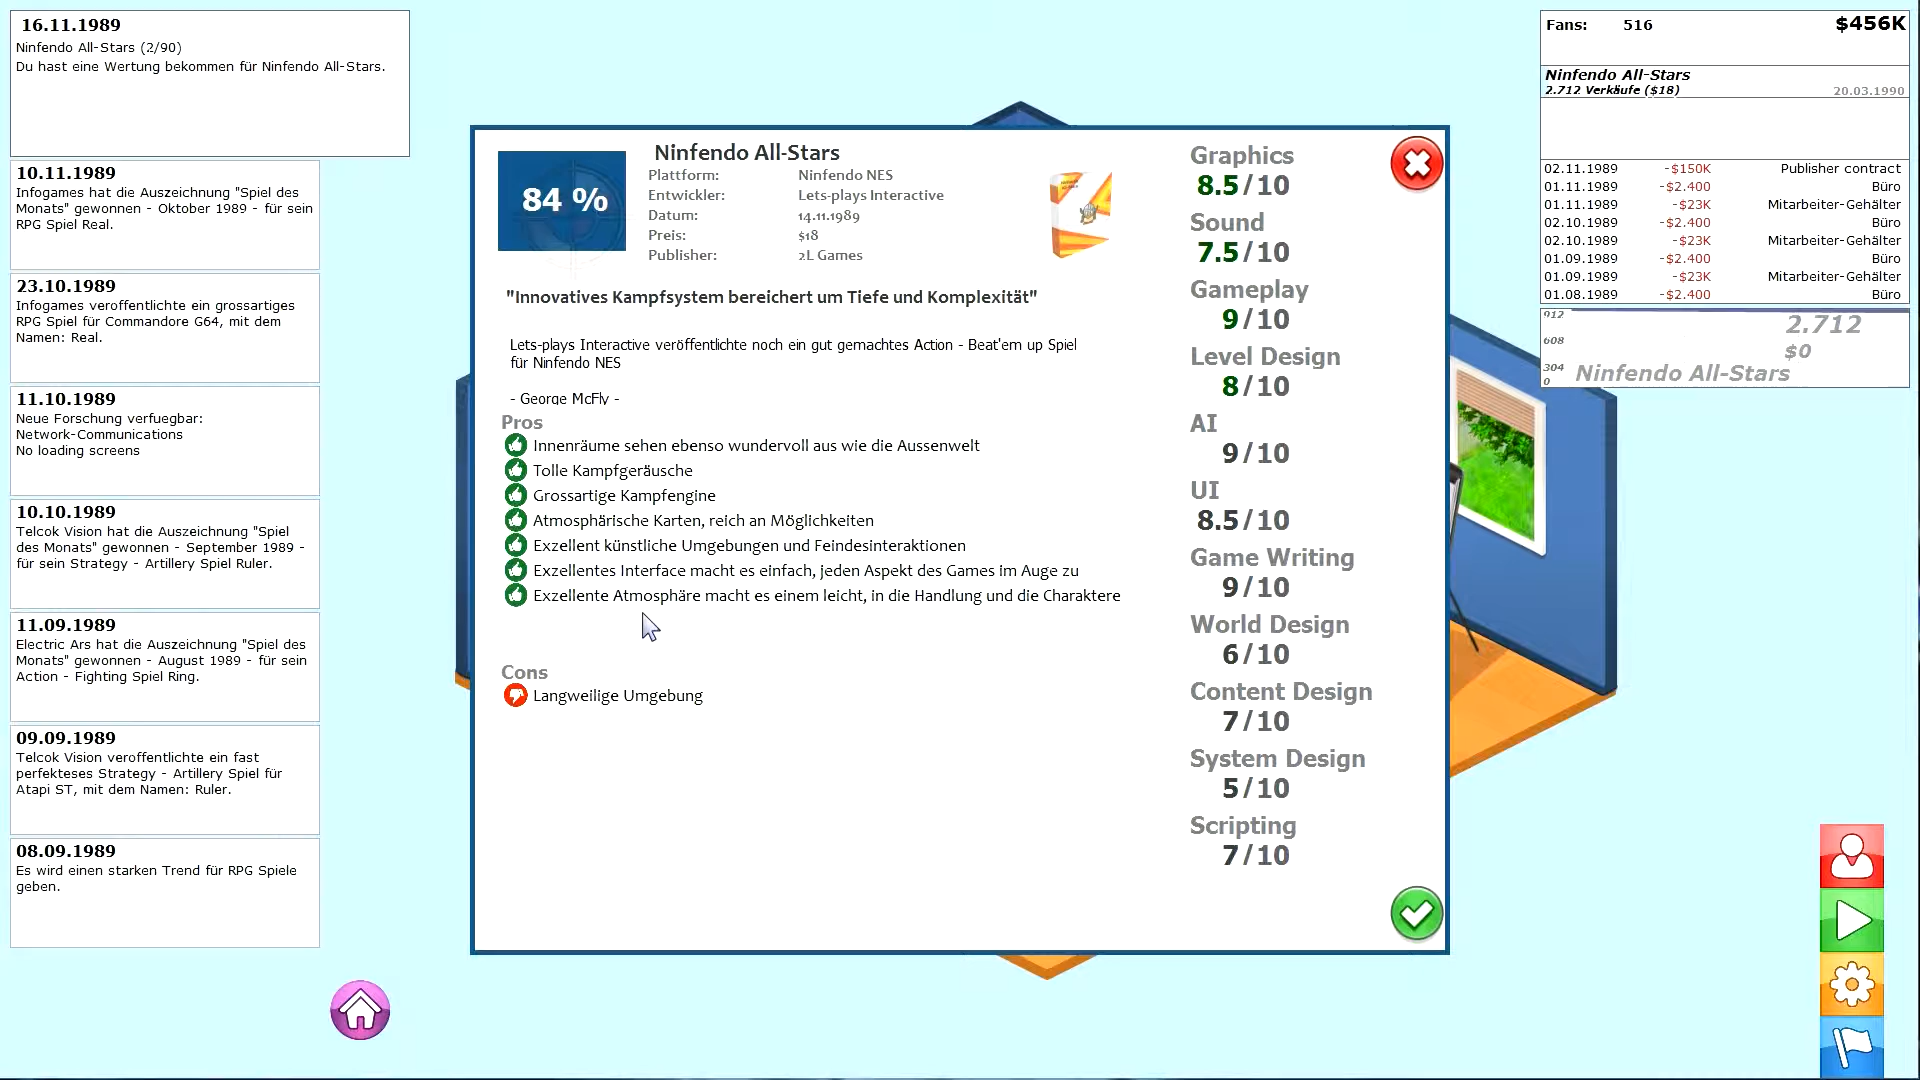 16.11.1989
Ninfendo All-Stars (2/90)
Du hast eine Wertung bekommen für Ninfendo All-Stars.
10.11.1989
Infogames hat die Auszeichnung "Spiel des
Monats" gewonnen - Oktober 1989 - für sein
RPG Spiel Real.
23.10.1989
Infogames veroffentlichte ein grossartiges
RPG Spiel für Commandore G64, mit dem
Namen: Real.
11.10.1989
Neue Forschung verfuegbar:
Network-Communications
No loading screens
10.10.1989
Telcok Vision hat die Auszeichnung "Spiel
des Monats" gewonnen - September 1989 -
für sein Strategy - Artillery Spiel Ruler.
11.09.1989
Electric Ars hat die Auszeichnung "Spiel des
Monats" gewonnen - August 1989 - für sein
Action - Fighting Spiel Ring.
09.09.1989
Telcok Vision veroffentlichte ein fast
perfekteses Strategy - Artillery Spiel für
Atapi ST, mit dem Namen: Ruler.
08.09.1989
Es wird einen starken Trend für RPG Spiele
geben.
84 %
Ninfendo All-Stars
Plattform: Ninfendo NES
Entwickler: Lets-plays Interactive
Datum: 14.11.1989
Preis: $18
Publisher: 2L Games
"Innovatives Kampfsystem bereichert um Tiefe und Komplexität"
Lets-plays Interactive veröffentlichte noch ein gut gemachtes Action - Beat'em up Spiel
für Ninfendo NES
- George McFly -
Pros
Innenräume sehen ebenso wundervoll aus wie die Aussenwelt
Tolle Kampfgeräusche
Grossartige Kampfengine
Atmosphärische Karten, reich an Möglichkeiten
Exzellent künstliche Umgebungen und Feindesinteraktionen
Exzellentes Interface macht es einfach, jeden Aspekt des Games im Auge zu
Exzellente Atmosphäre macht es einem leicht, in die Handlung und die Charaktere
Cons
Langweilige Umgebung
Graphics
8.5/10
Sound
7.5/10
Gameplay
9/10
Level Design
8/10
AI
9/10
UI
8.5/10
Game Writing
9/10
World Design
6/10
Content Design
7/10
System Design
5/10
Scripting
7/10
Fans: 516 $456K
Ninfendo All-Stars
2.712 Verkäufe ($18) 20.03.1990
02.11.1989 -$150K Publisher contract
01.11.1989 -$2.400 Büro
01.11.1989 -$23K Mitarbeiter-Gehälter
02.10.1989 -$2.400 Büro
02.10.1989 -$23K Mitarbeiter-Gehälter
01.09.1989 -$2.400 Büro
01.09.1989 -$23K Mitarbeiter-Gehälter
01.08.1989 -$2.400 Büro
912
2.712
608
$0
304
Ninfendo All-Stars
0